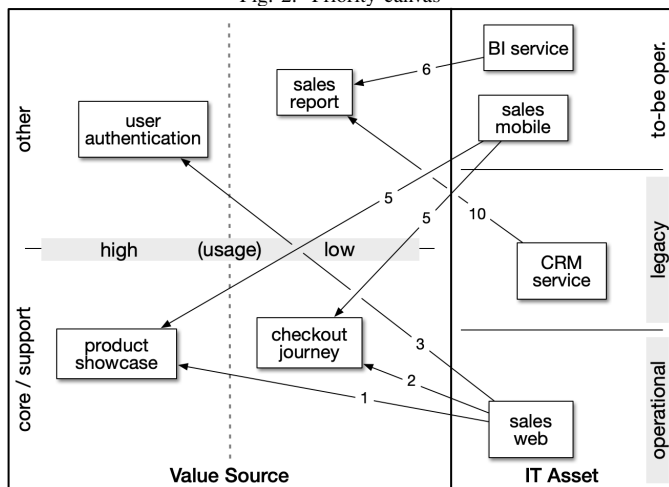 Fig. 2. Priority canvas
BI service
6
sales
report
sales
mobile
user
authentication
other
to-be oper.
5
5
10
high
(usage)
low
CRM
service
legacy
product
showcase
checkout
journey
3
2
1
sales
web
core / support
operational
Value Source
IT Asset